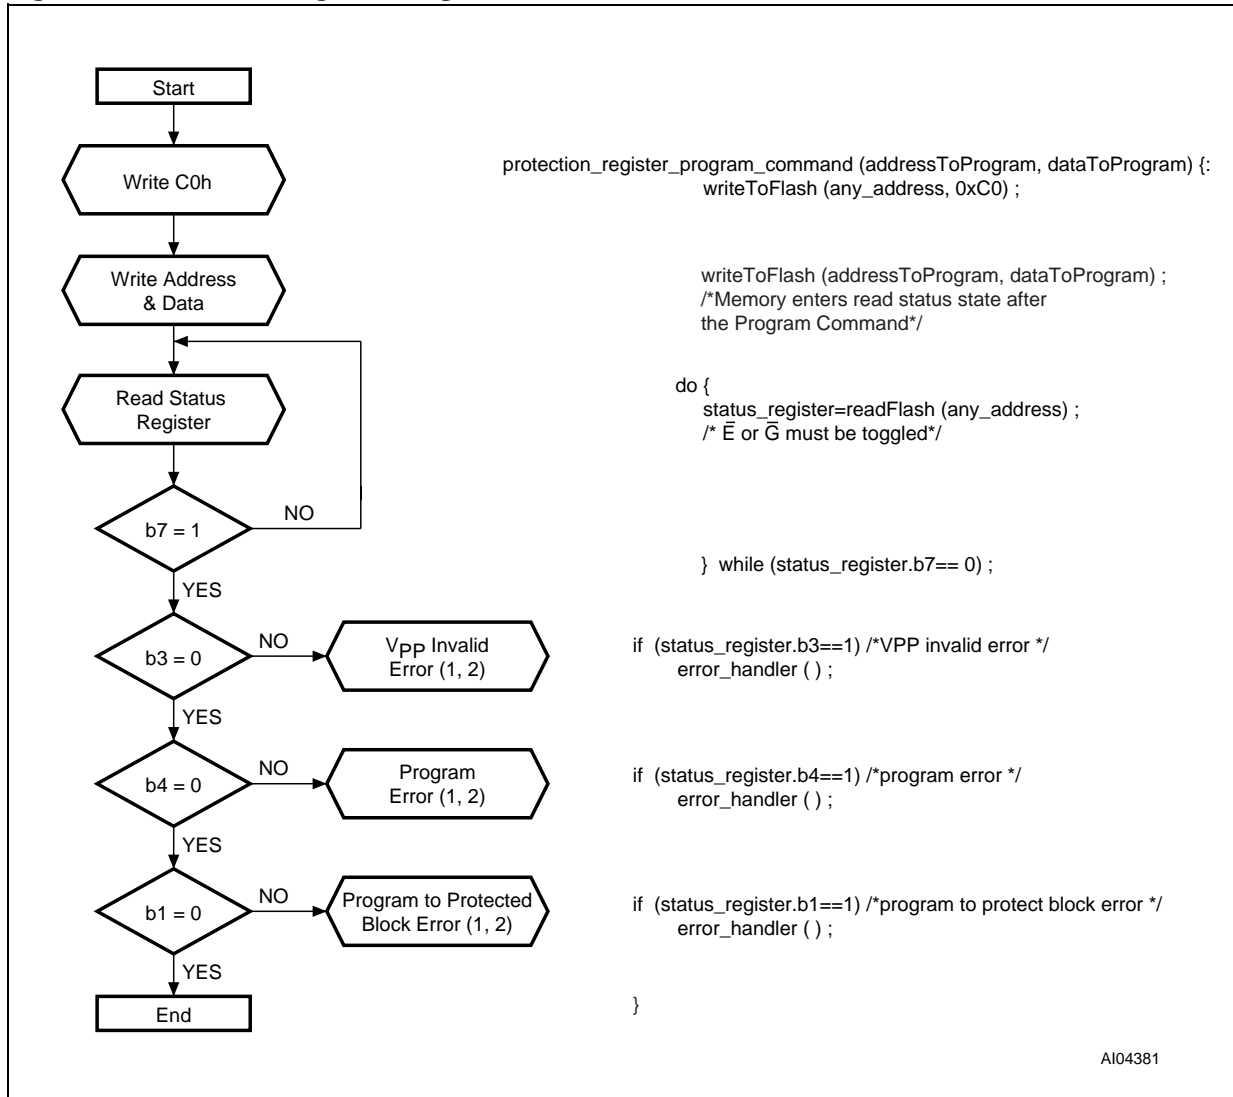 Start
Write C0h
protection_register_program_command (addressToProgram, dataToProgram) {:
writeToFlash (any_address, 0xC0) ;
Write Address
& Data
writeToFlash (addressToProgram, dataToProgram) ;
/*Memory enters read status state after
the Program Command*/
Read Status
Register
do {
status_register=readFlash (any_address) ;
/* E̅ or G̅ must be toggled*/
b7 = 1
NO
YES
} while (status_register.b7== 0) ;
b3 = 0
NO
VPP Invalid
Error (1, 2)
YES
if (status_register.b3==1) /*VPP invalid error */
error_handler ( ) ;
b4 = 0
NO
Program
Error (1, 2)
YES
if (status_register.b4==1) /*program error */
error_handler ( ) ;
b1 = 0
NO
Program to Protected
Block Error (1, 2)
YES
if (status_register.b1==1) /*program to protect block error */
error_handler ( ) ;
End
}
AI04381